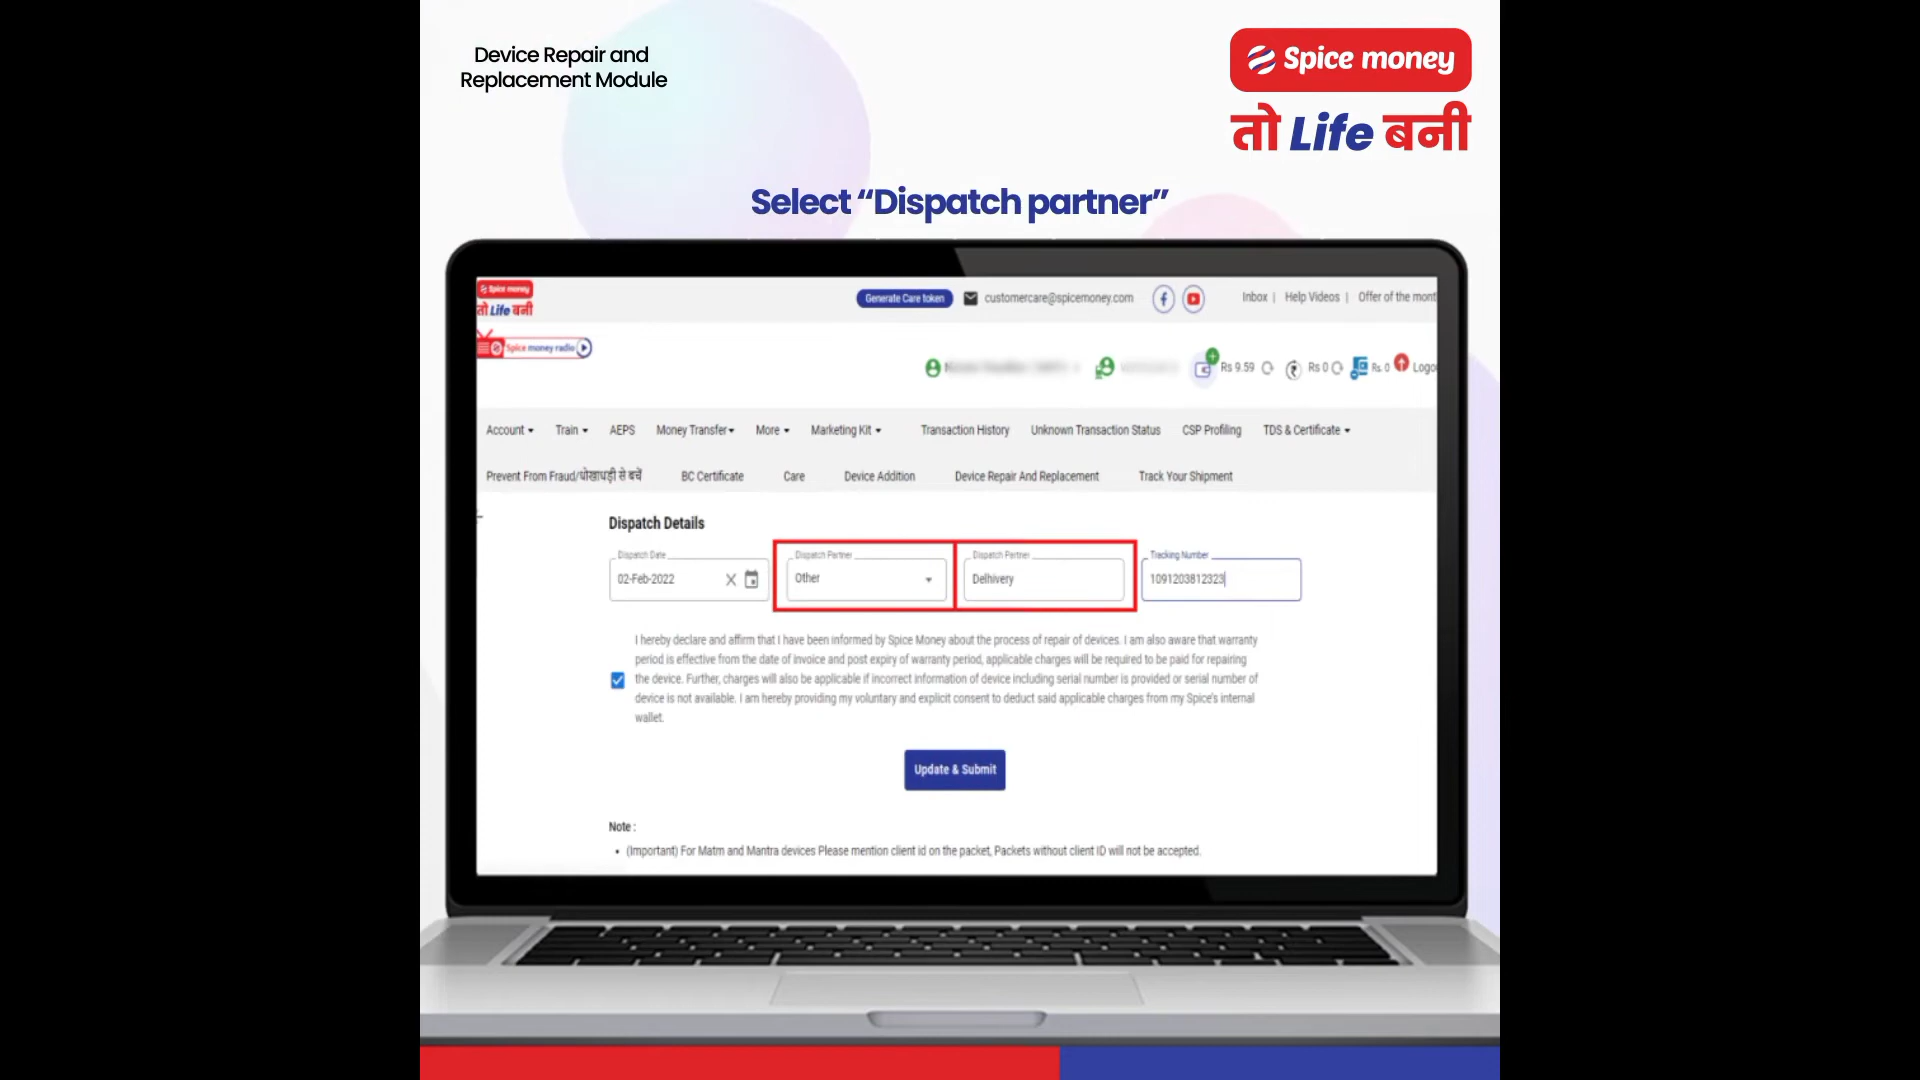 Device Repair and
Replacement Module
Spice money
तो Life बनी
Select “Dispatch partner”
Spice money
तो Life बनी
Generate Care token
customercare@spicemoney.com
Inbox | Help Videos | Offer of the mont
Spice money radio
Rs 9.59
Rs 0
Rs. 0
Logo
Account
Train
AEPS
Money Transfer
More
Marketing Kit
Transaction History
Unknown Transaction Status
CSP Profiling
TDS & Certificate
Prevent From Fraud/धोखाधड़ी से बचें
BC Certificate
Care
Device Addition
Device Repair And Replacement
Track Your Shipment
Dispatch Details
Dispatch Date
Dispatch Partner
Dispatch Partner
Tracking Number
02-Feb-2022
Other
Delhivery
1091203812323
I hereby declare and affirm that I have been informed by Spice Money about the process of repair of devices. I am also aware that warranty
period is effective from the date of invoice and post expiry of warranty period, applicable charges will be required to be paid for repairing
the device. Further, charges will also be applicable if incorrect information of device including serial number is provided or serial number of
device is not available. I am hereby providing my voluntary and explicit consent to deduct said applicable charges from my Spice's internal
wallet.
Update & Submit
Note :
• (Important) For Matm and Mantra devices Please mention client id on the packet, Packets without client ID will not be accepted.